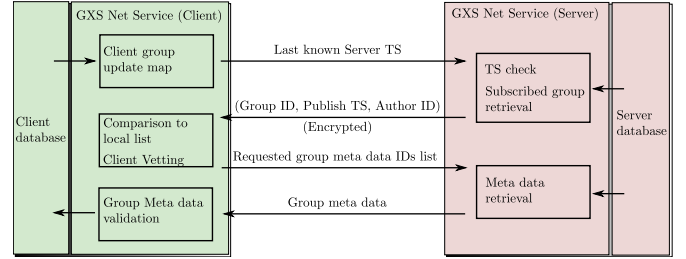 GXS Net Service (Client)
GXS Net Service (Server)
Client group
update map
Last known Server TS
TS check
Subscribed group
retrieval
(Group ID, Publish TS, Author ID)
(Encrypted)
Client
database
Comparison to
local list
Client Vetting
Server
database
Requested group meta data IDs list
Meta data
retrieval
Group Meta data
validation
Group meta data